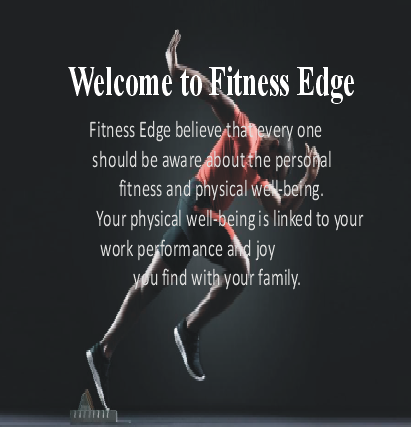 Welcome to Fitness Edge
Fitness Edge believe that every one
should be aware about the personal
fitness and physical well-being.
Your physical well-being is linked to your
work performance and joy
you find with your family.